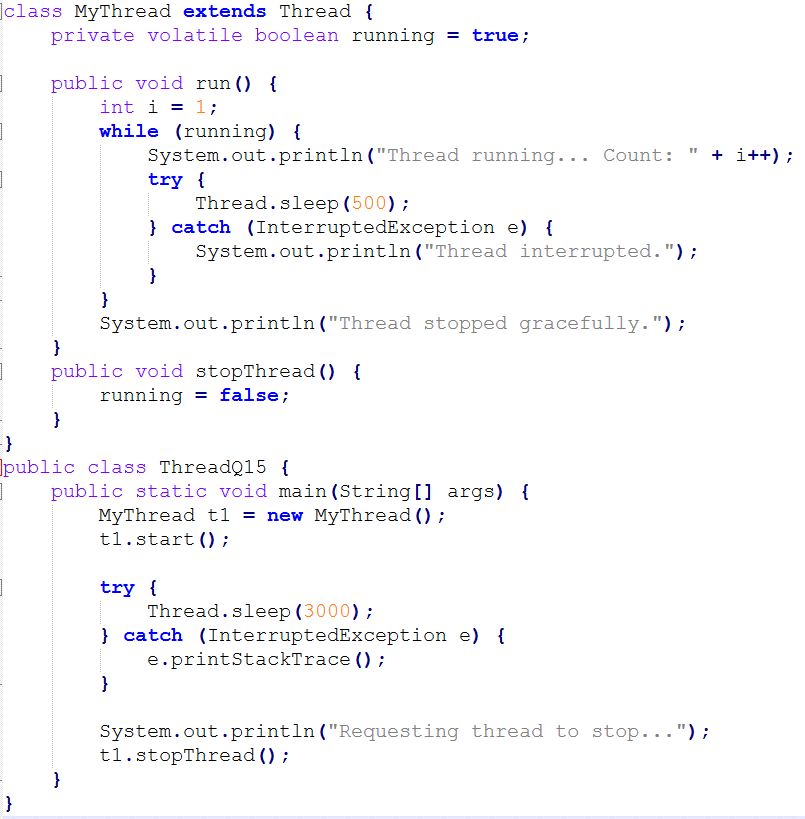 class MyThread extends Thread {
    private volatile boolean running = true;

    public void run() {
        int i = 1;
        while (running) {
            System.out.println("Thread running... Count: " + i++);
            try {
                Thread.sleep(500);
            } catch (InterruptedException e) {
                System.out.println("Thread interrupted.");
            }
        }
        System.out.println("Thread stopped gracefully.");
    }
    public void stopThread() {
        running = false;
    }
}
public class ThreadQ15 {
    public static void main(String[] args) {
        MyThread t1 = new MyThread();
        t1.start();

        try {
            Thread.sleep(3000);
        } catch (InterruptedException e) {
            e.printStackTrace();
        }

        System.out.println("Requesting thread to stop...");
        t1.stopThread();
    }
}